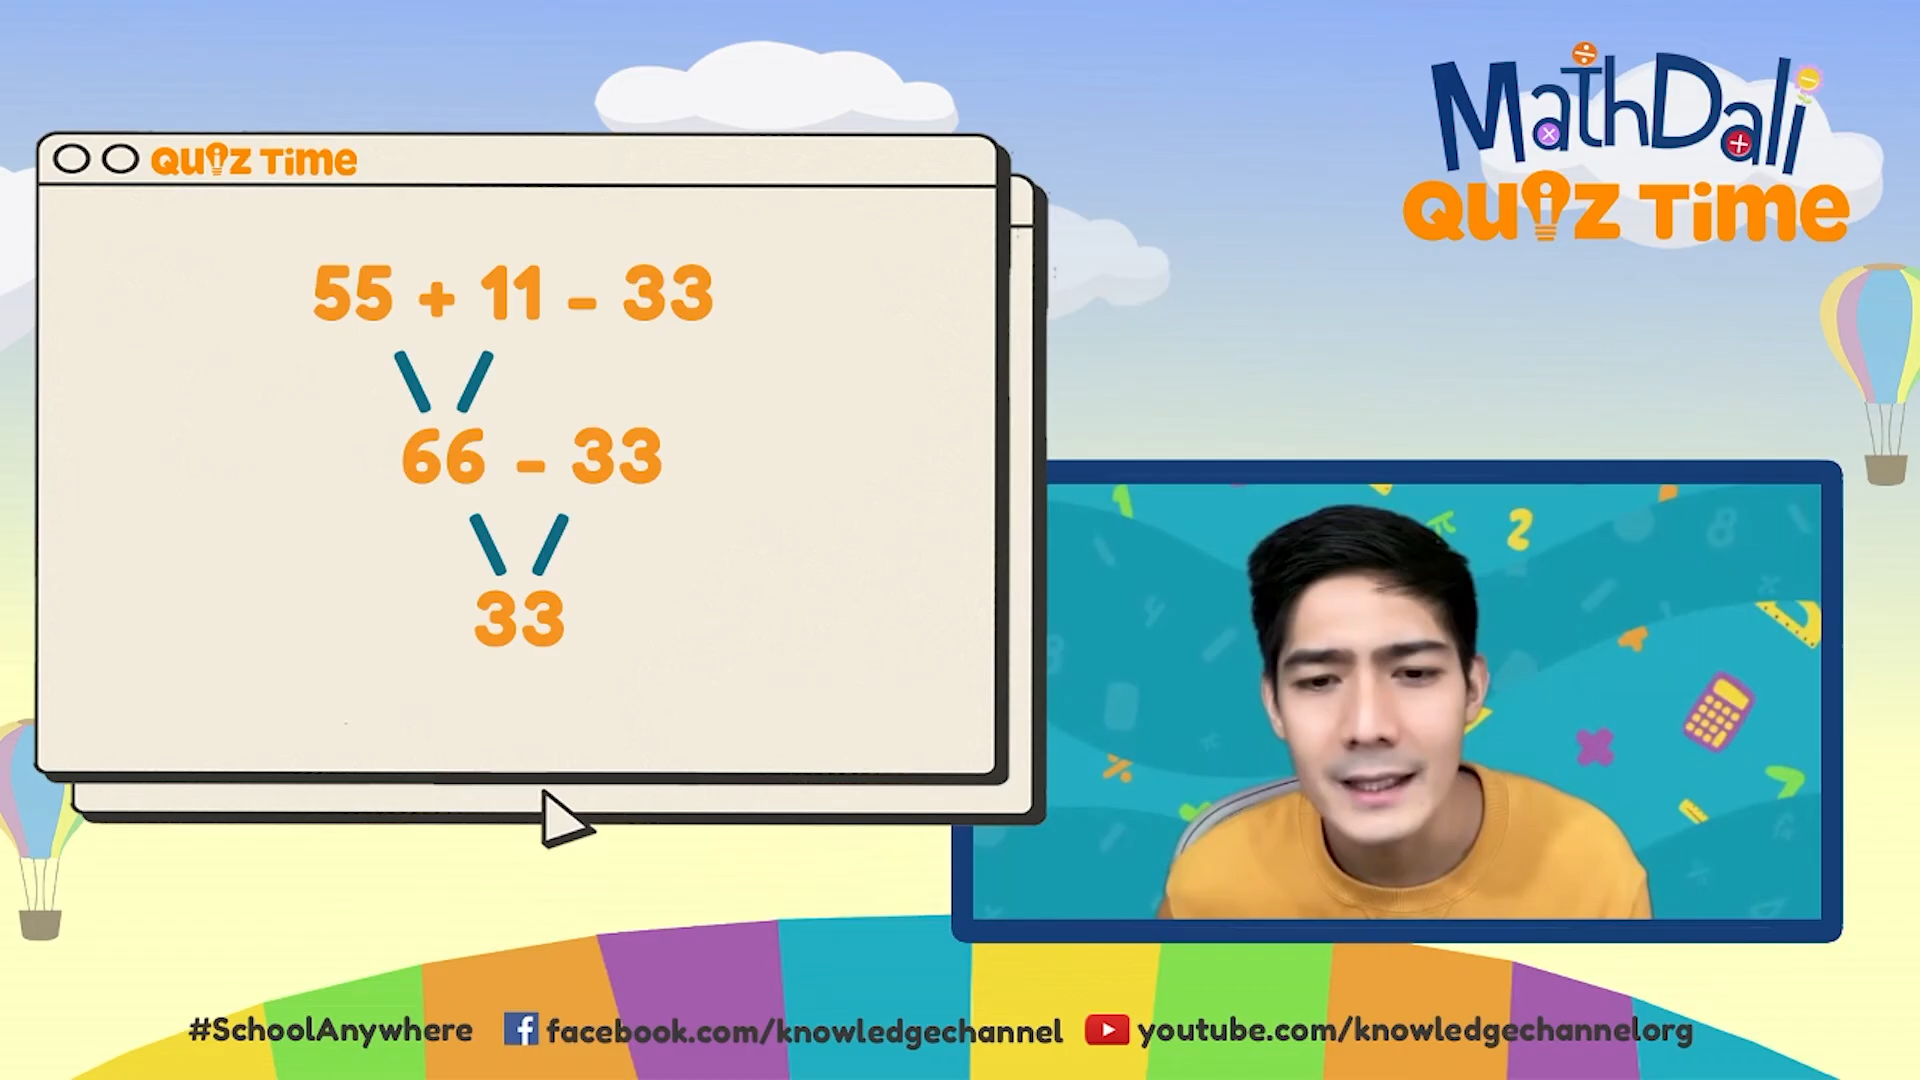 MathDali
Quiz Time
Quiz Time
55 + 11 - 33
66 - 33
33
#SchoolAnywhere facebook.com/knowledgechannel youtube.com/knowledgechannelorg